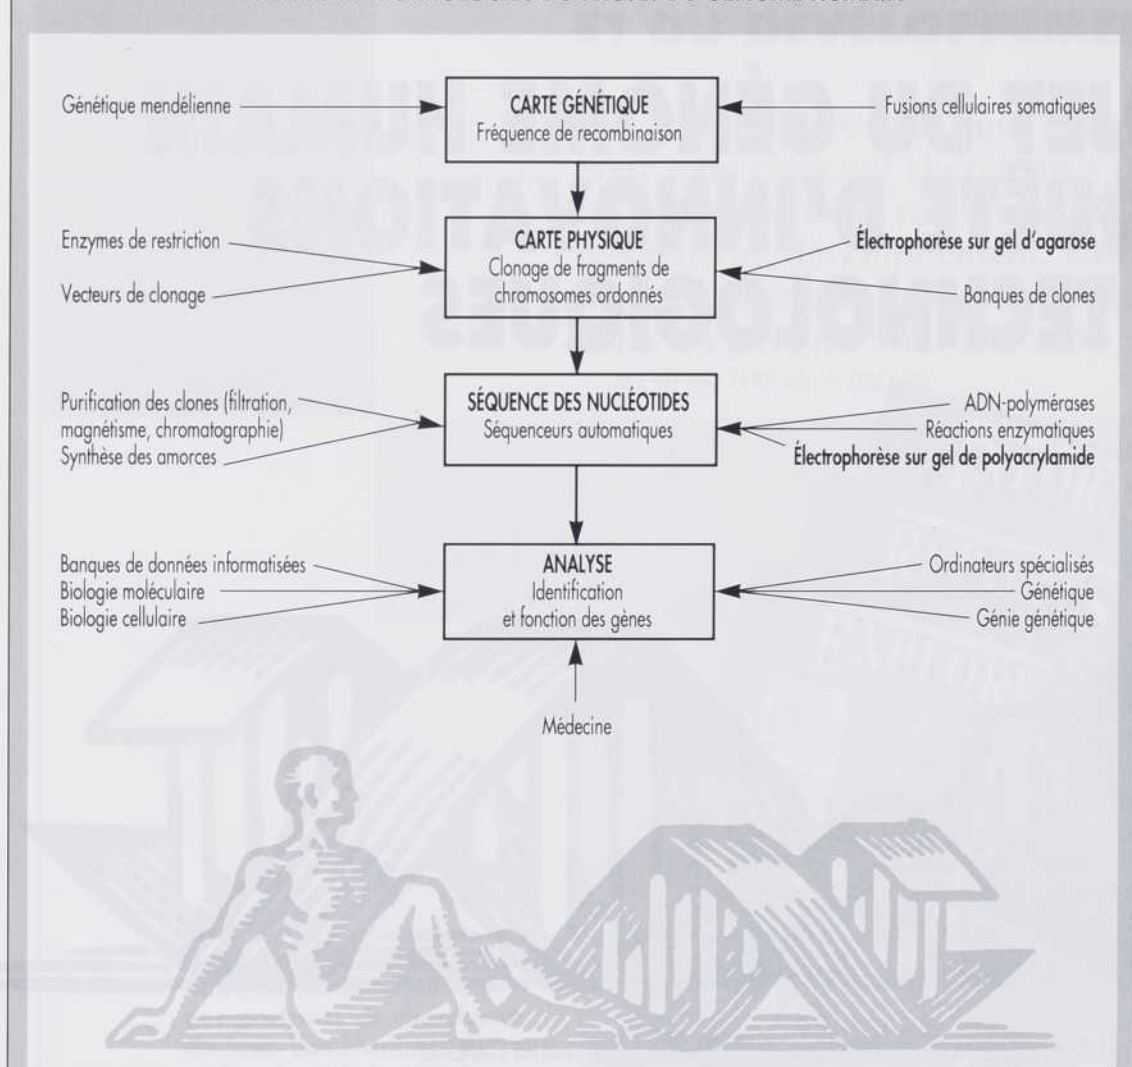 Génétique mendélienne
CARTE GÉNÉTIQUE
Fréquence de recombinaison
Fusions cellulaires somatiques
Enzymes de restriction
Vecteurs de clonage
CARTE PHYSIQUE
Clonage de fragments de
chromosomes ordonnés
Électrophorèse sur gel d'agarose
Banques de clones
Purification des clones (filtration,
magnétisme, chromatographie)
Synthèse des amorces
SÉQUENCE DES NUCLÉOTIDES
Séquenceurs automatiques
ADN-polymérases
Réactions enzymatiques
Électrophorèse sur gel de polyacrylamide
Banques de données informatisées
Biologie moléculaire
Biologie cellulaire
ANALYSE
Identification
et fonction des gènes
Ordinateurs spécialisés
Génétique
Génie génétique
Médecine